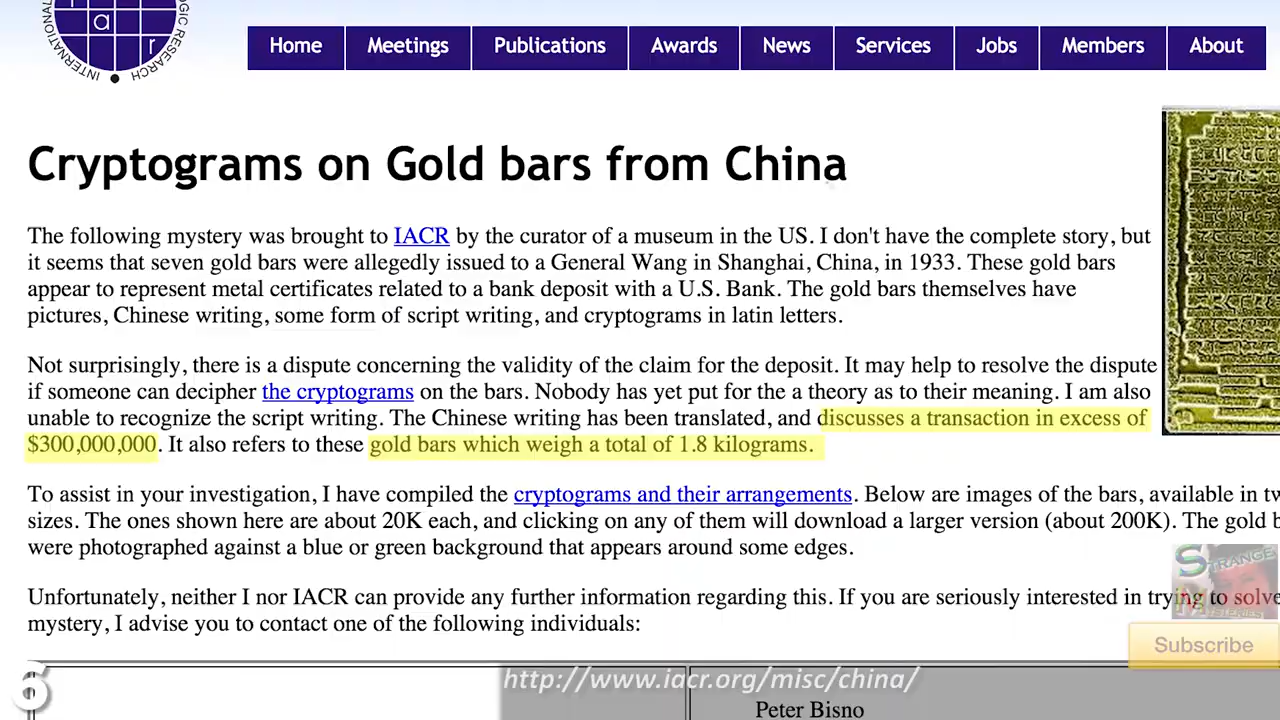 INTERNATIONAL
LOGIC RESEARCH
a
r
Home Meetings Publications Awards News Services Jobs Members About
Cryptograms on Gold bars from China
The following mystery was brought to IACR by the curator of a museum in the US. I don't have the complete story, but
it seems that seven gold bars were allegedly issued to a General Wang in Shanghai, China, in 1933. These gold bars
appear to represent metal certificates related to a bank deposit with a U.S. Bank. The gold bars themselves have
pictures, Chinese writing, some form of script writing, and cryptograms in latin letters.
Not surprisingly, there is a dispute concerning the validity of the claim for the deposit. It may help to resolve the dispute
if someone can decipher the cryptograms on the bars. Nobody has yet put for the a theory as to their meaning. I am also
unable to recognize the script writing. The Chinese writing has been translated, and discusses a transaction in excess of
$300,000,000. It also refers to these gold bars which weigh a total of 1.8 kilograms.
To assist in your investigation, I have compiled the cryptograms and their arrangements. Below are images of the bars, available in tw
sizes. The ones shown here are about 20K each, and clicking on any of them will download a larger version (about 200K). The gold b
were photographed against a blue or green background that appears around some edges.
STRANGE
MYSTERIES
Unfortunately, neither I nor IACR can provide any further information regarding this. If you are seriously interested in trying to solve
mystery, I advise you to contact one of the following individuals:
Subscribe
6
http://www.iacr.org/misc/china/
Peter Bisno